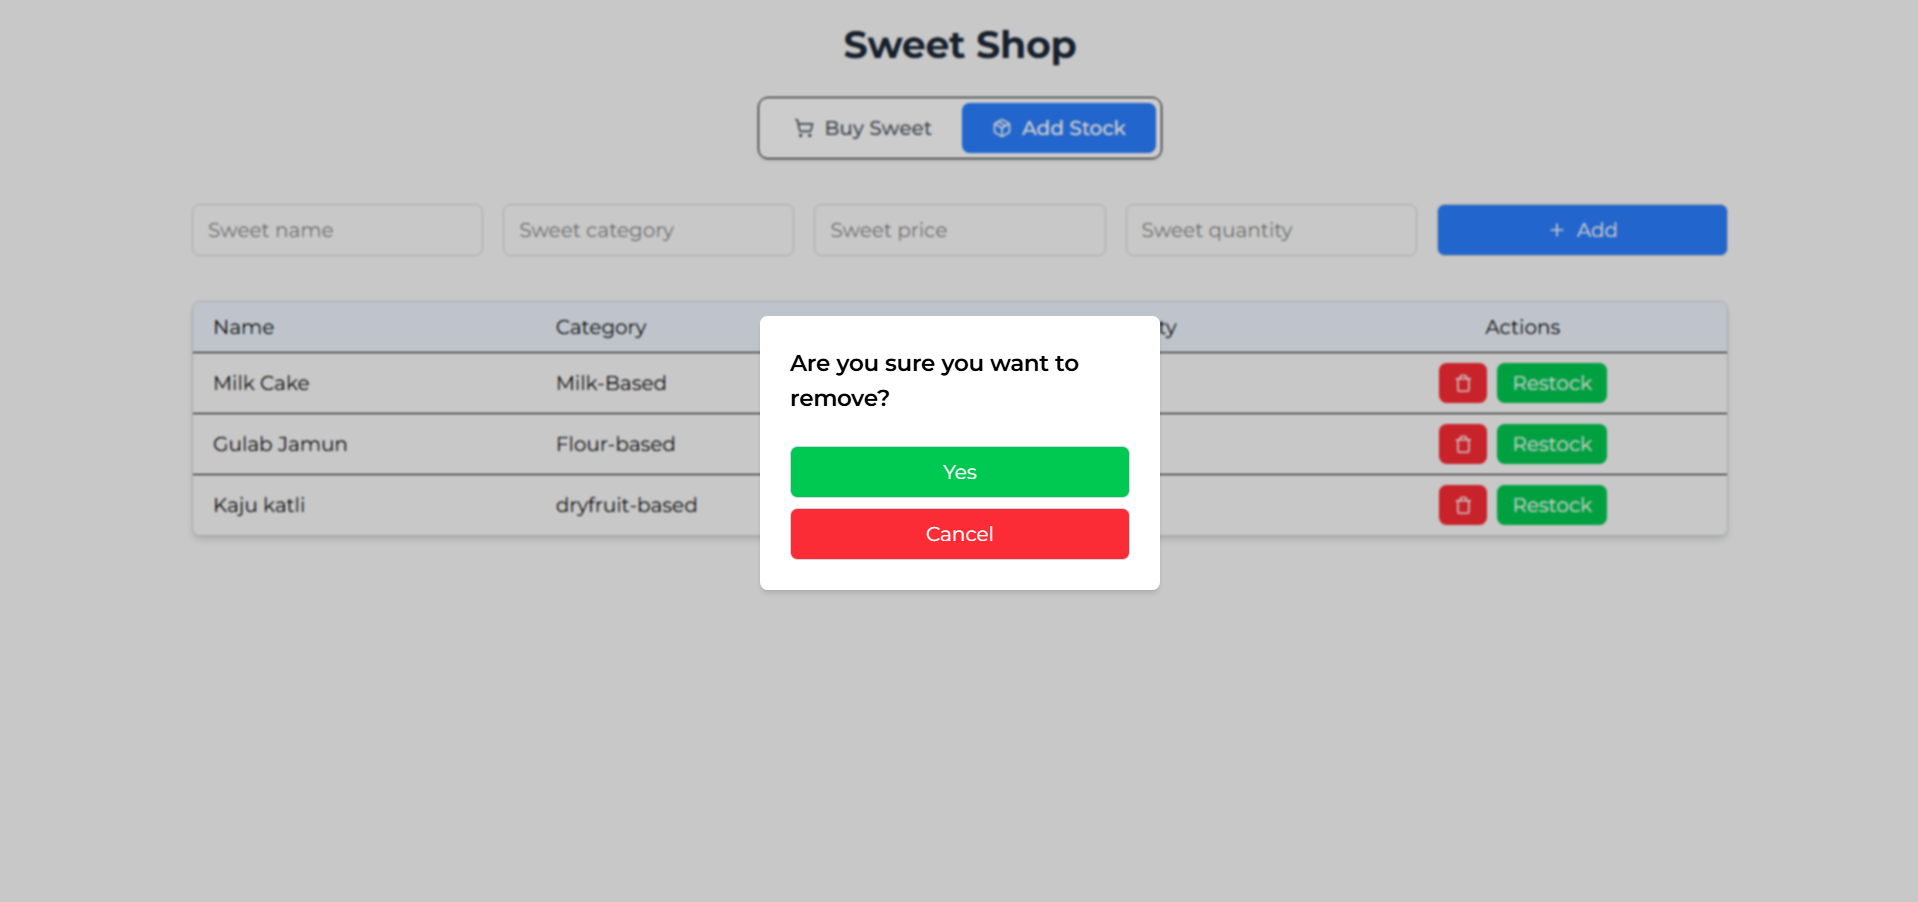 Sweet Shop
Buy Sweet
Add Stock
Sweet name
Sweet category
Sweet price
Sweet quantity
+ Add
Name
Category
ty
Actions
Milk Cake
Milk-Based
Restock
Gulab Jamun
Flour-based
Restock
Kaju katli
dryfruit-based
Restock
Are you sure you want to
remove?
Yes
Cancel